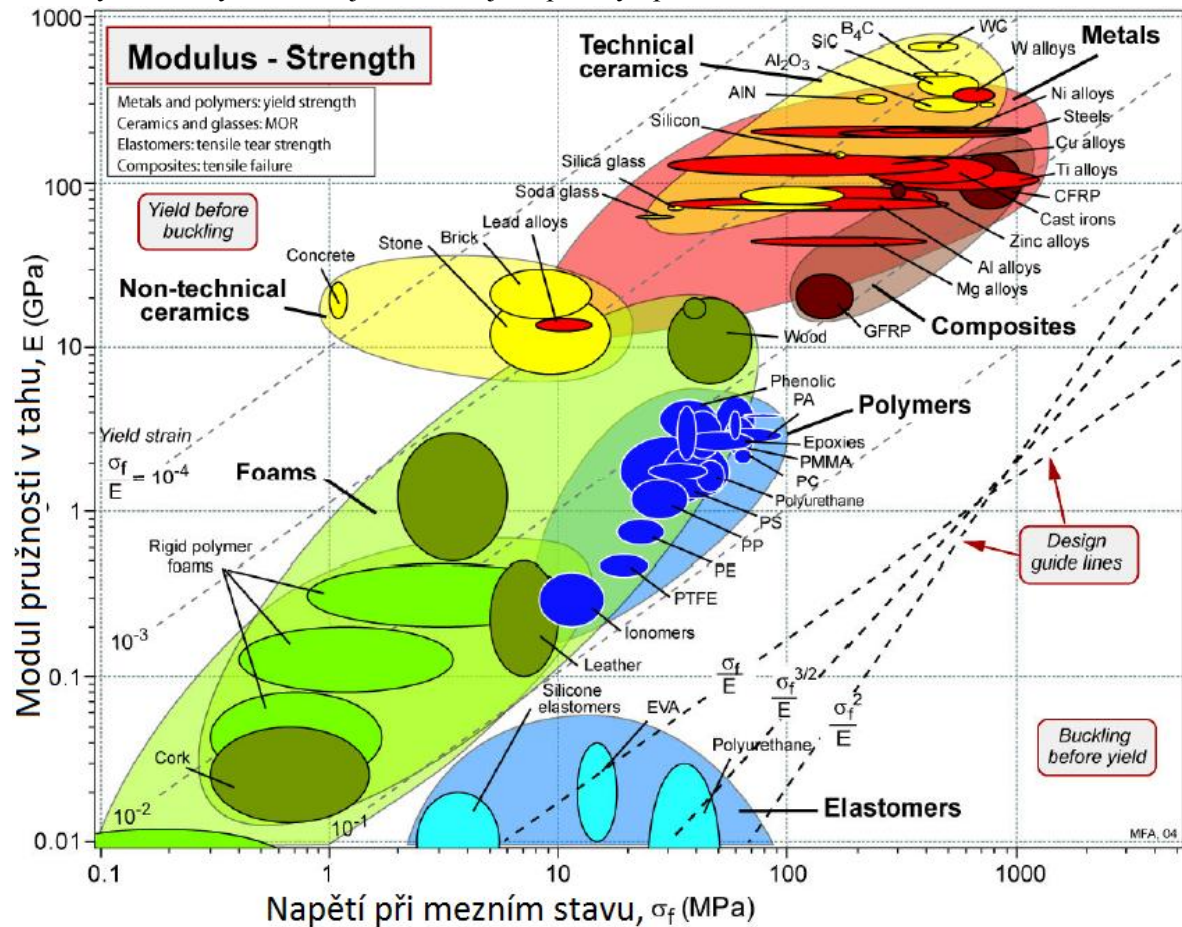 1000
Modulus - Strength
Metals and polymers: yield strength
Ceramics and glasses: MOR
Elastomers: tensile tear strength
Composites: tensile failure
Technical
ceramics
B4C
SiC
Al2O3
AlN
Silicon
Silica glass
Soda glass
WC
Metals
W alloys
Ni alloys
Steels
Cu alloys
Ti alloys
CFRP
Cast irons
Zinc alloys
Al alloys
Mg alloys
GFRP
Composites
100
Yield before
buckling
Lead alloys
Brick
Stone
Concrete
Non-technical
ceramics
Wood
10
Phenolic
PA
Polymers
Epoxies
PMMA
PC
Polyurethane
PS
PP
PE
PTFE
Ionomers
Leather
Yield strain
σf/E = 10-4
Foams
Rigid polymer
foams
1
Design
guide lines
10-3
0.1
Silicone
elastomers
EVA
Polyurethane
σf/E
σf3/2/E
σf2/E
Buckling
before yield
Cork
10-2
10-1
Elastomers
MFA, 04
0.01
0.1
1
10
100
1000
Modul pružnosti v tahu, E (GPa)
Napětí při mezním stavu, σf (MPa)